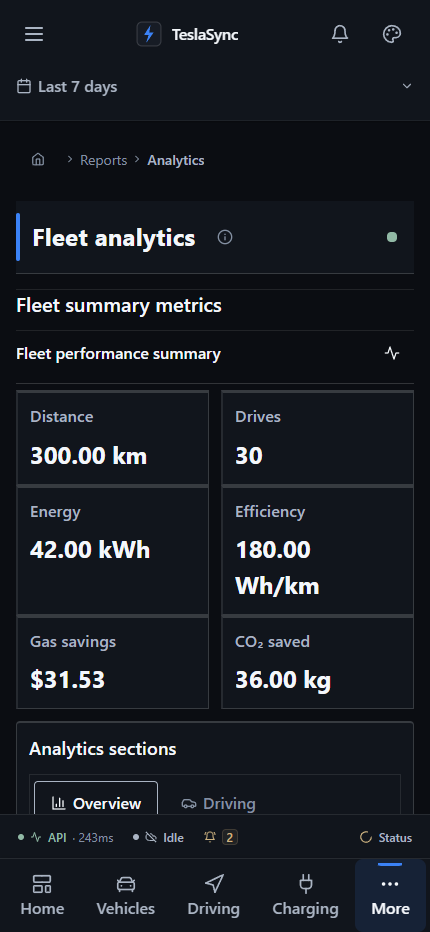 TeslaSync
Last 7 days
Reports
Analytics
Fleet analytics
Fleet summary metrics
Fleet performance summary
Distance
300.00 km
Drives
30
Energy
42.00 kWh
Efficiency
180.00
Wh/km
Gas savings
$31.53
CO₂ saved
36.00 kg
Analytics sections
Overview
Driving
API · 243ms
Idle
2
Status
Home
Vehicles
Driving
Charging
More